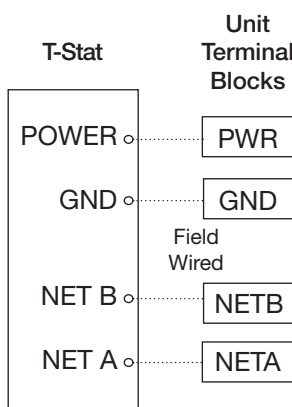 T-Stat
Unit
Terminal
Blocks
POWER
PWR
GND
GND
Field
Wired
NET B
NETB
NET A
NETA